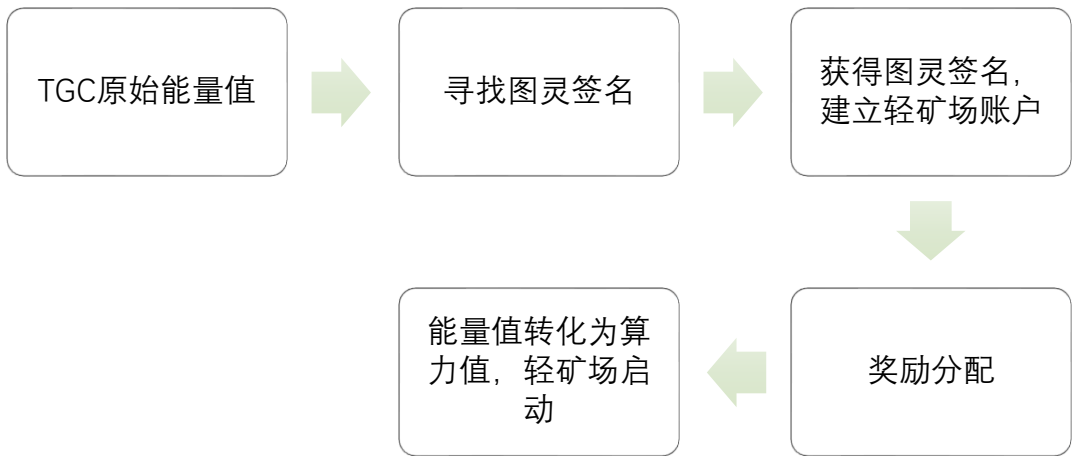 TGC原始能量值
寻找图灵签名
获得图灵签名，
建立轻矿场账户
奖励分配
能量值转化为算
力值，轻矿场启
动